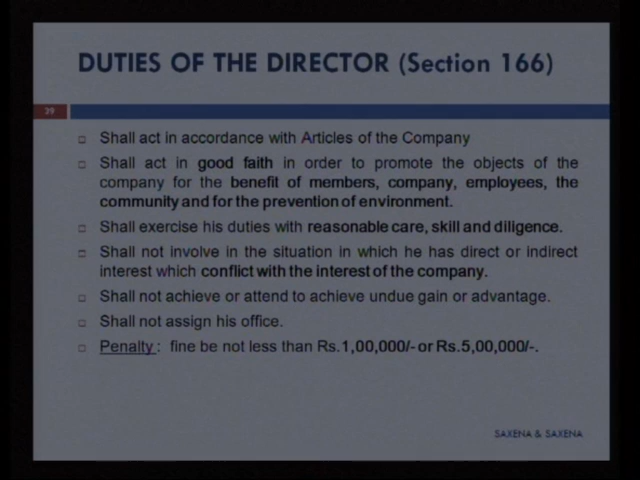 DUTIES OF THE DIRECTOR (Section 166)
39
□ Shall act in accordance with Articles of the Company
□ Shall act in good faith in order to promote the objects of the
company for the benefit of members, company, employees, the
community and for the prevention of environment.
□ Shall exercise his duties with reasonable care, skill and diligence.
□ Shall not involve in the situation in which he has direct or indirect
interest which conflict with the interest of the company.
□ Shall not achieve or attend to achieve undue gain or advantage.
□ Shall not assign his office.
□ Penalty : fine be not less than Rs.1,00,000/- or Rs.5,00,000/-.
SAXENA & SAXENA